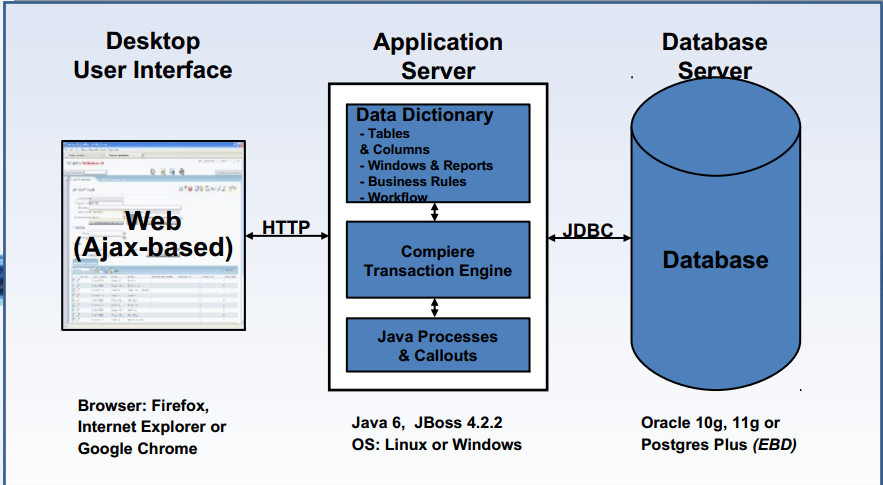 Desktop
User Interface
Application
Server
Database
Server
Web
(Ajax-based)
HTTP
Data Dictionary
- Tables
& Columns
- Windows & Reports
- Business Rules
- Workflow
Compiere
Transaction Engine
Java Processes
& Callouts
JDBC
Database
Browser: Firefox,
Internet Explorer or
Google Chrome
Java 6,  JBoss 4.2.2
OS: Linux or Windows
Oracle 10g, 11g or
Postgres Plus (EBD)